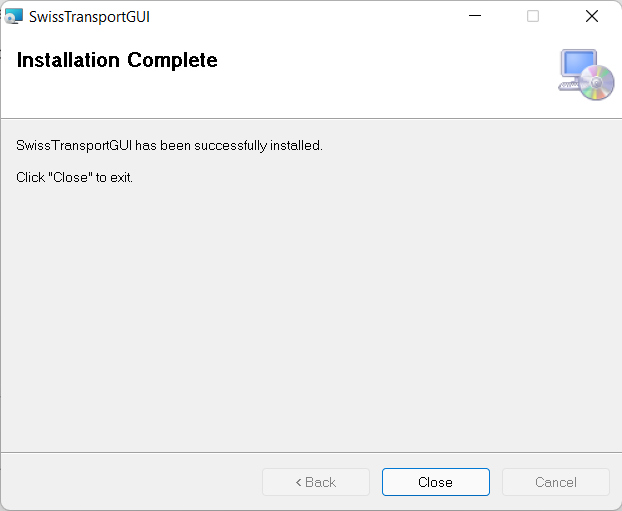 SwissTransportGUI
Installation Complete
SwissTransportGUI has been successfully installed.
Click "Close" to exit.
< Back
Close
Cancel